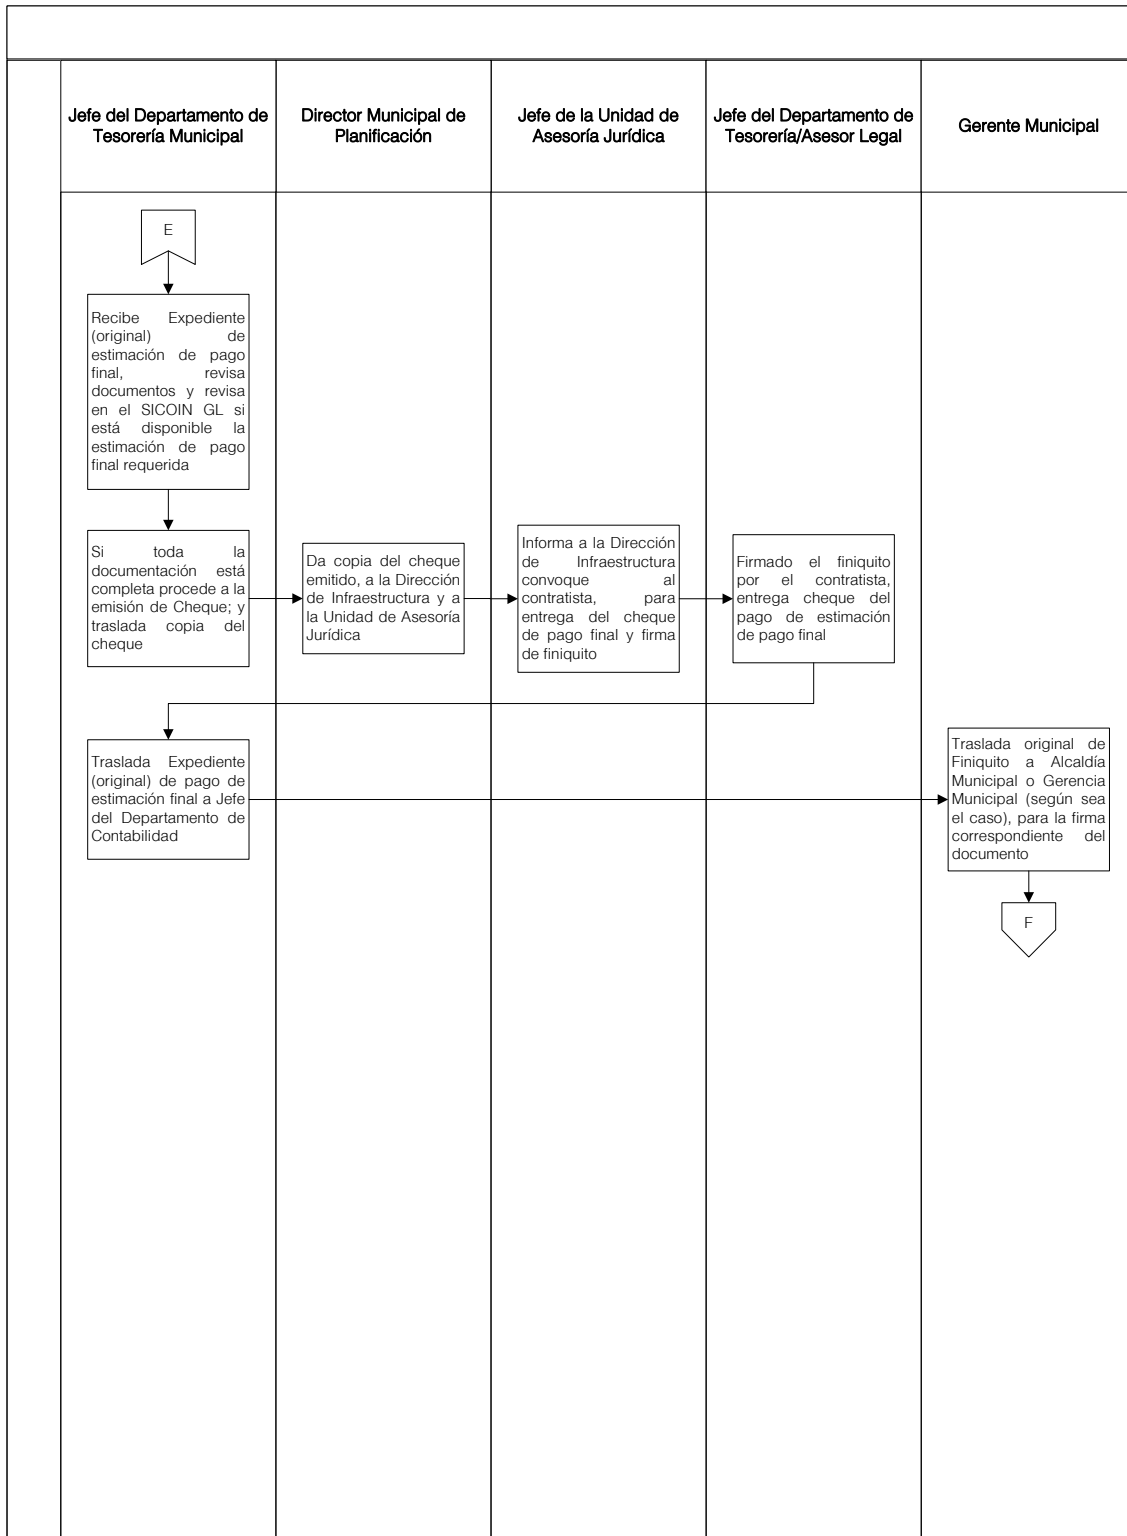 Jefe del Departamento de
Tesorería Municipal
Director Municipal de
Planificación
Jefe de la Unidad de
Asesoría Jurídica
Jefe del Departamento de
Tesorería/Asesor Legal
Gerente Municipal
E
Recibe Expediente
(original) de
estimación de pago
final, revisa
documentos y revisa
en el SICOIN GL si
está disponible la
estimación de pago
final requerida
Si toda la
documentación está
completa procede a la
emisión de Cheque; y
traslada copia del
cheque
Da copia del cheque
emitido, a la Dirección
de Infraestructura y a
la Unidad de Asesoría
Jurídica
Informa a la Dirección
de Infraestructura
convoque al
contratista, para
entrega del cheque
de pago final y firma
de finiquito
Firmado el finiquito
por el contratista,
entrega cheque del
pago de estimación
de pago final
Traslada Expediente
(original) de pago de
estimación final a Jefe
del Departamento de
Contabilidad
Traslada original de
Finiquito a Alcaldía
Municipal o Gerencia
Municipal (según sea
el caso), para la firma
correspondiente del
documento
F